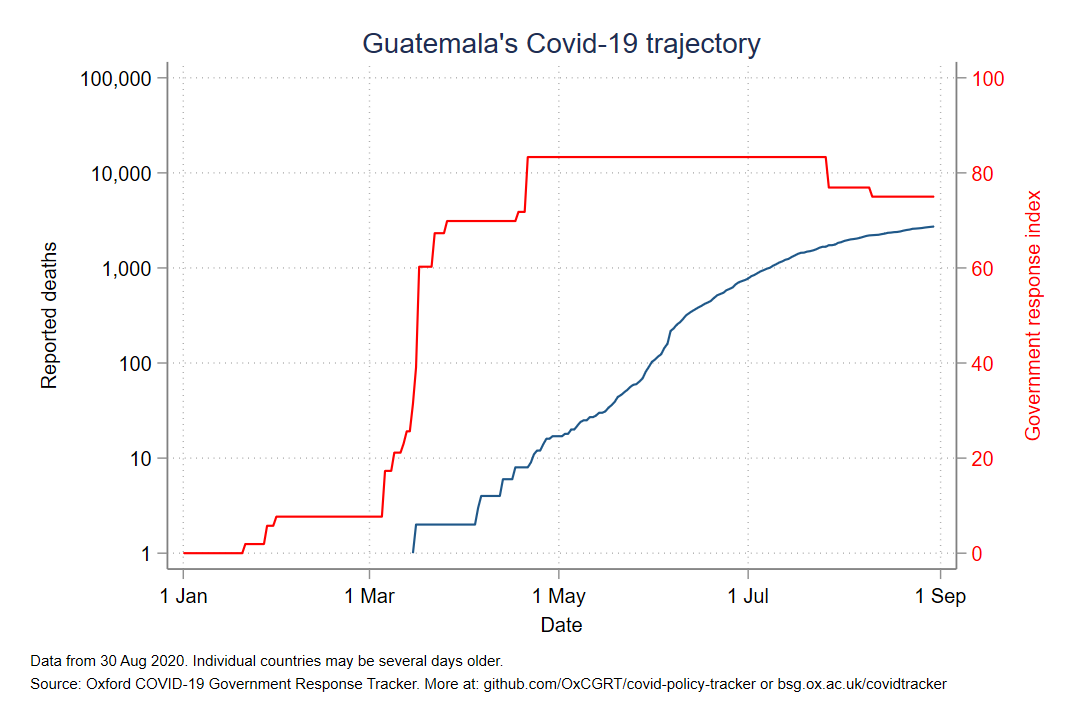 Guatemala's Covid-19 trajectory
100,000
10,000
1,000
100
10
1
Reported deaths
100
80
60
40
20
0
Government response index
1 Jan
1 Mar
1 May
1 Jul
1 Sep
Date
Data from 30 Aug 2020. Individual countries may be several days older.
Source: Oxford COVID-19 Government Response Tracker. More at: github.com/OxCGRT/covid-policy-tracker or bsg.ox.ac.uk/covidtracker